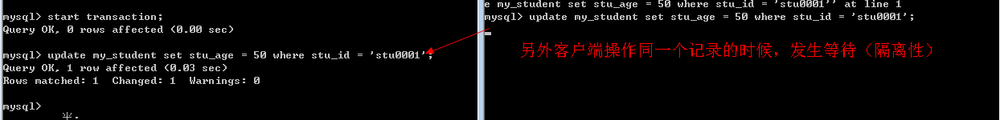 mysql> start transaction;
Query OK, 0 rows affected (0.00 sec)
mysql> update my_student set stu_age = 50 where stu_id = 'stu0001';
Query OK, 1 row affected (0.03 sec)
Rows matched: 1  Changed: 1  Warnings: 0
mysql>
半:
e my_student set stu_age = 50 where stu_id = 'stu0001'' at line 1
mysql> update my_student set stu_age = 50 where stu_id = 'stu0001';
另外客户端操作同一个记录的时候，发生等待（隔离性）